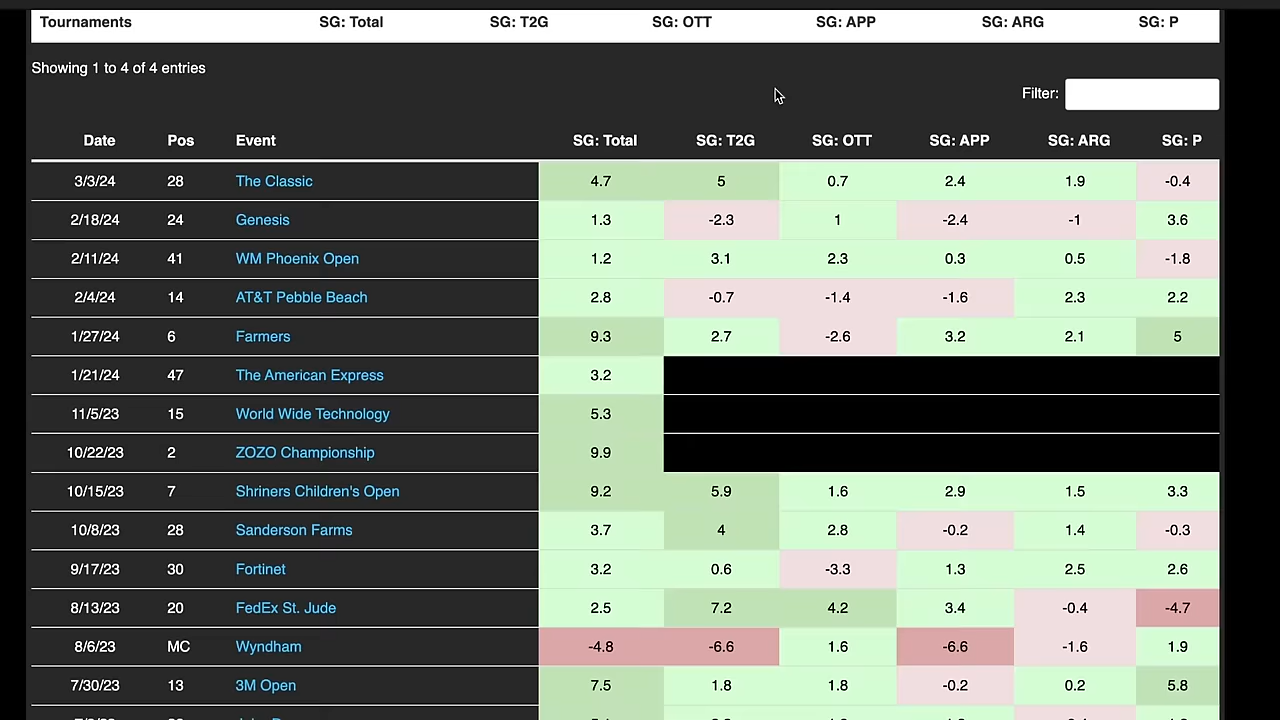 Tournaments SG: Total SG: T2G SG: OTT SG: APP SG: ARG SG: P
Showing 1 to 4 of 4 entries
Filter:
Date Pos Event SG: Total SG: T2G SG: OTT SG: APP SG: ARG SG: P
3/3/24 28 The Classic 4.7 5 0.7 2.4 1.9 -0.4
2/18/24 24 Genesis 1.3 -2.3 1 -2.4 -1 3.6
2/11/24 41 WM Phoenix Open 1.2 3.1 2.3 0.3 0.5 -1.8
2/4/24 14 AT&T Pebble Beach 2.8 -0.7 -1.4 -1.6 2.3 2.2
1/27/24 6 Farmers 9.3 2.7 -2.6 3.2 2.1 5
1/21/24 47 The American Express 3.2
11/5/23 15 World Wide Technology 5.3
10/22/23 2 ZOZO Championship 9.9
10/15/23 7 Shriners Children's Open 9.2 5.9 1.6 2.9 1.5 3.3
10/8/23 28 Sanderson Farms 3.7 4 2.8 -0.2 1.4 -0.3
9/17/23 30 Fortinet 3.2 0.6 -3.3 1.3 2.5 2.6
8/13/23 20 FedEx St. Jude 2.5 7.2 4.2 3.4 -0.4 -4.7
8/6/23 MC Wyndham -4.8 -6.6 1.6 -6.6 -1.6 1.9
7/30/23 13 3M Open 7.5 1.8 1.8 -0.2 0.2 5.8